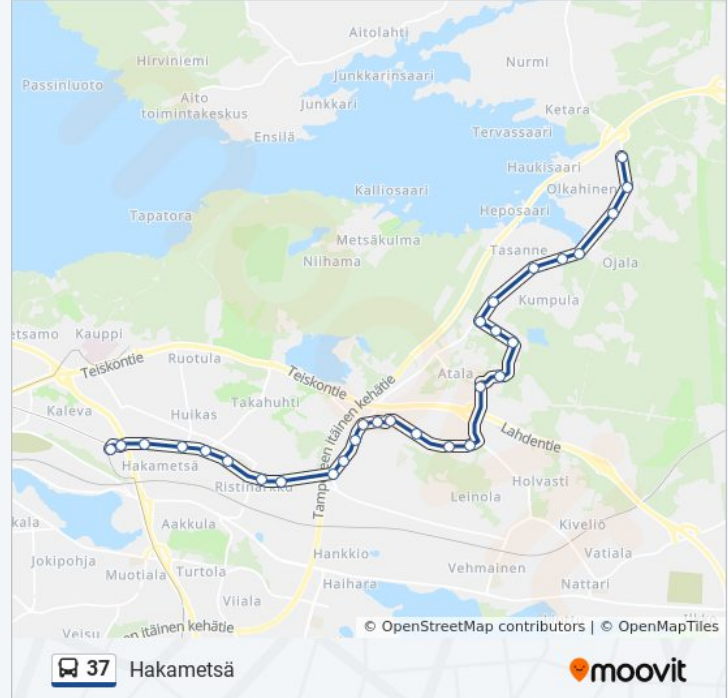 Aitolahti
Hirviniemi
Nurmi
Junkkarinsaari
Passinluoto
Aito
toimintakeskus
Junkkari
Ketara
Tervassaari
Ensilä
Haukisaari
Kalliosaari
Olkahinen
Heposaari
Tapatora
Metsäkulma
Tasanne
Niihama
Ojala
Kumpula
etsamo
Kauppi
Ruotula
Teiskontie
Teiskontie
Atala
Takahuhti
Kaleva
Huikas
Tampereen itäinen kehätie
Lahdentie
Hakametsä
Holvasti
Leinola
kala
Aakkula
Kiveliö
Hankkio
Vatiala
Jokipohja
Muotiala
Turtola
Vehmainen
Haihara
Nattari
Viiala
Veisu
en itäinen kehätie
© OpenStreetMap contributors | © OpenMapTiles
37 Hakametsä
moovit